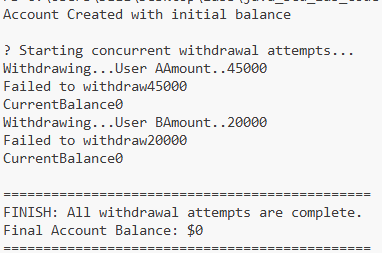 Account Created with initial balance
? Starting concurrent withdrawal attempts...
Withdrawing...User AAmount..45000
Failed to withdraw45000
CurrentBalance0
Withdrawing...User BAmount..20000
Failed to withdraw20000
CurrentBalance0
==============================================
FINISH: All withdrawal attempts are complete.
Final Account Balance: $0
==============================================